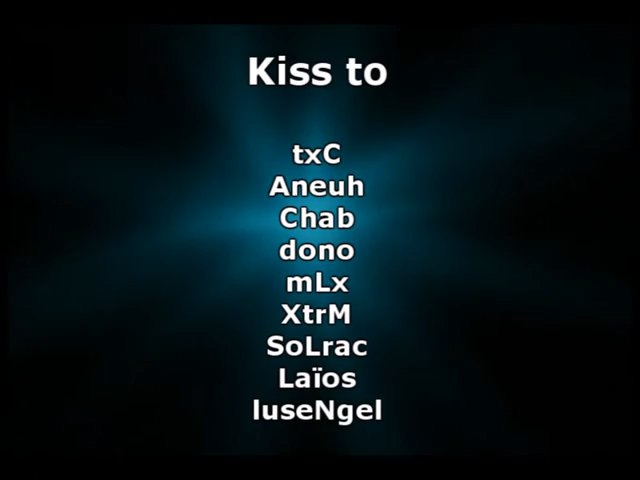 Kiss to
txC
Aneuh
Chab
dono
mLx
XtrM
SoLrac
Laïos
luseNgel